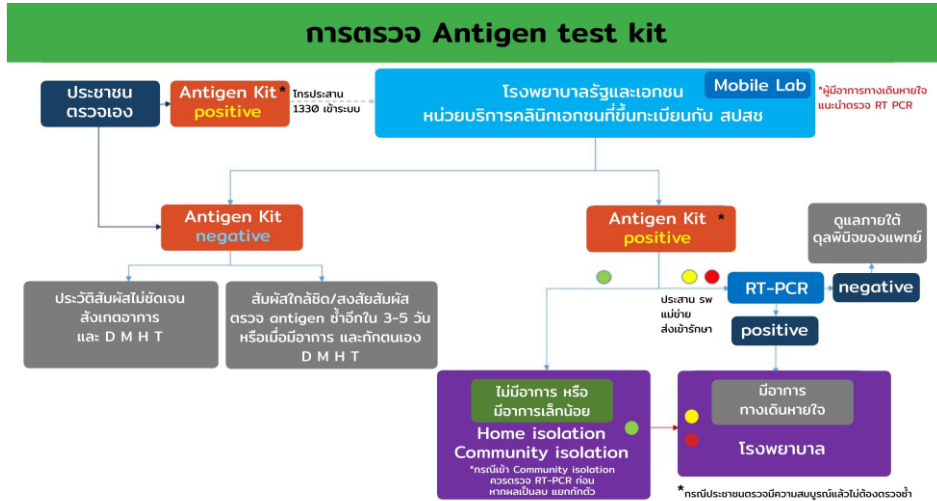 การตรวจ Antigen test kit
ประชาชน
ตรวจเอง
Antigen Kit*
positive
โทรประสาน
1330 เข้าระบบ
โรงพยาบาลรัฐและเอกชน
Mobile Lab
หน่วยบริการคลินิกเอกชนที่ขึ้นทะเบียนกับ สปสช
*ผู้มีอาการทางเดินหายใจ
แนะนำตรวจ RT PCR
Antigen Kit
negative
Antigen Kit *
positive
ดูแลภายใต้
ดุลพินิจของแพทย์
ประวัติสัมผัสไม่ชัดเจน
สังเกตอาการ
และ D M H T
สัมผัสใกล้ชิด/สงสัยสัมผัส
ตรวจ antigen ซ้ำอีกใน 3-5 วัน
หรือเมื่อมีอาการ และกักตนเอง
D M H T
ประสาน รพ
แม่ข่าย
ส่งเข้ารักษา
RT-PCR
negative
positive
ไม่มีอาการ หรือ
มีอาการเล็กน้อย
Home isolation
Community isolation
*กรณีเข้า Community isolation
ควรตรวจ RT-PCR ก่อน
หากผลเป็นลบ แยกกักตัว
มีอาการ
ทางเดินหายใจ
โรงพยาบาล
*กรณีประชาชนตรวจมีความสมบูรณ์แล้วไม่ต้องตรวจซ้ำ